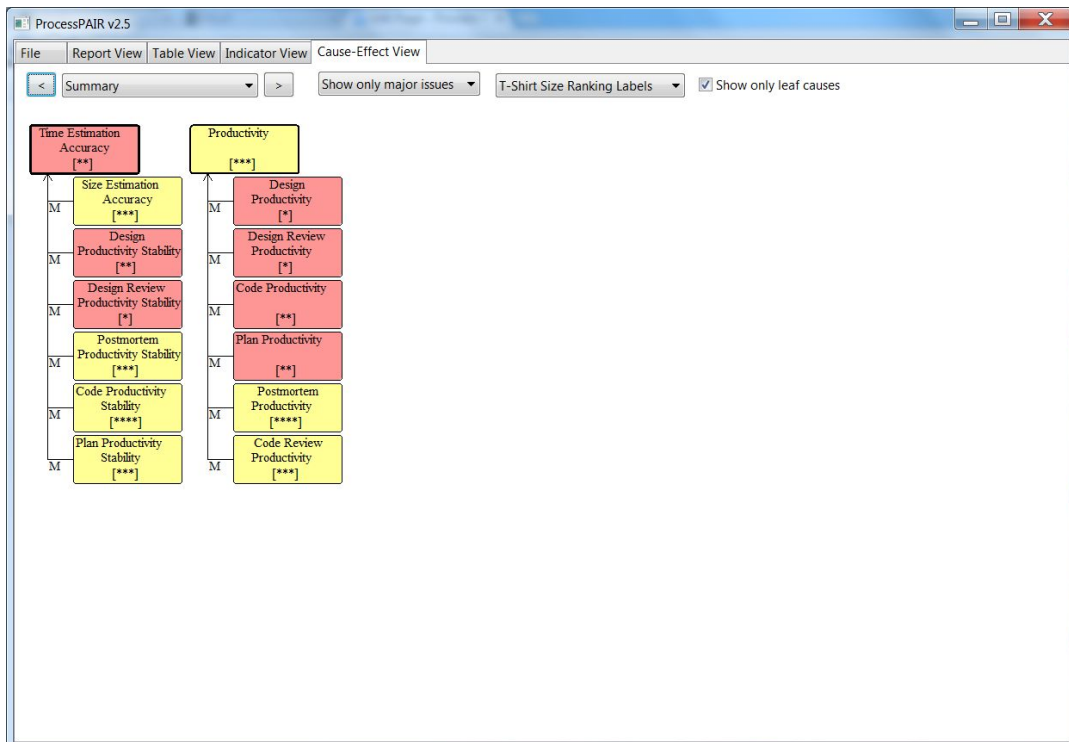 ProcessPAIR v2.5
File Report View Table View Indicator View Cause-Effect View
< Summary > Show only major issues T-Shirt Size Ranking Labels Show only leaf causes
Time Estimation
Accuracy
[**]
Size Estimation
Accuracy
[***]
M
Design
Productivity Stability
[**]
M
Design Review
Productivity Stability
[*]
M
Postmortem
Productivity Stability
[***]
M
Code Productivity
Stability
[****]
M
Plan Productivity
Stability
[***]
M
Productivity
[***]
Design
Productivity
[*]
M
Design Review
Productivity
[*]
M
Code Productivity
[**]
M
Plan Productivity
[**]
M
Postmortem
Productivity
[****]
M
Code Review
Productivity
[***]
M